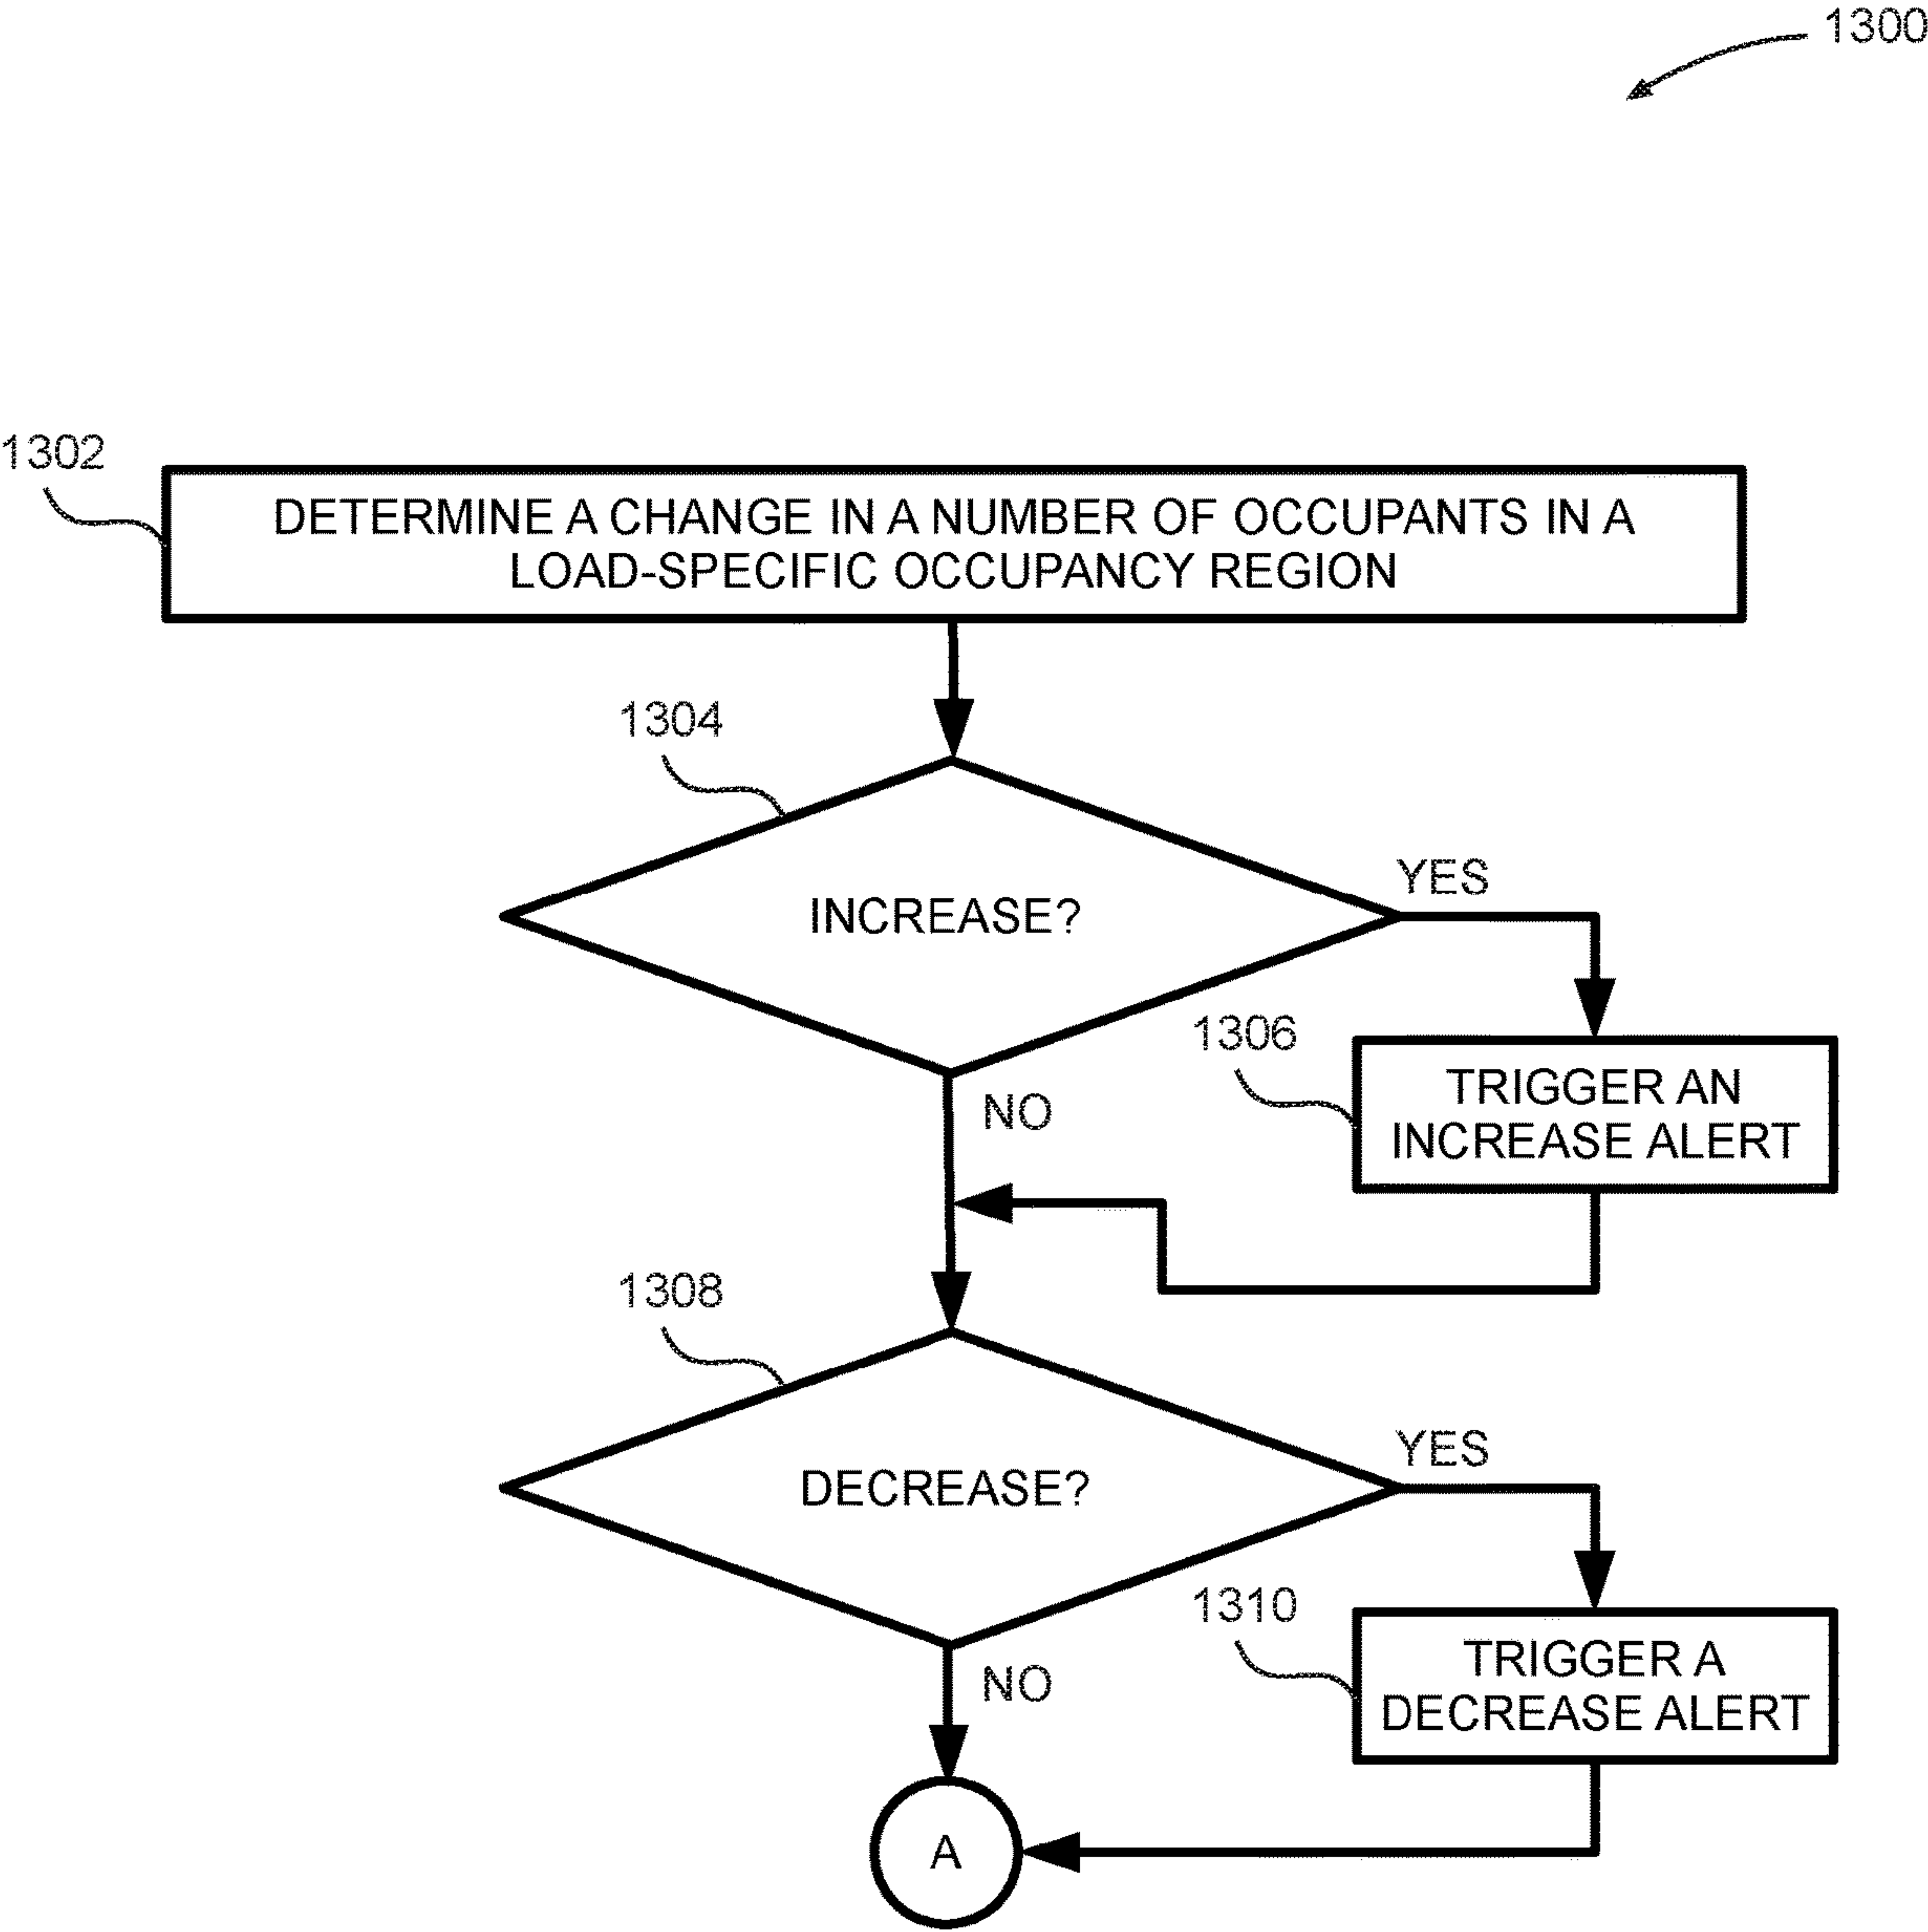 1300
1302
DETERMINE A CHANGE IN A NUMBER OF OCCUPANTS IN A
LOAD-SPECIFIC OCCUPANCY REGION
1304
INCREASE?
YES
1306
TRIGGER AN
INCREASE ALERT
NO
1308
DECREASE?
YES
1310
TRIGGER A
DECREASE ALERT
NO
A